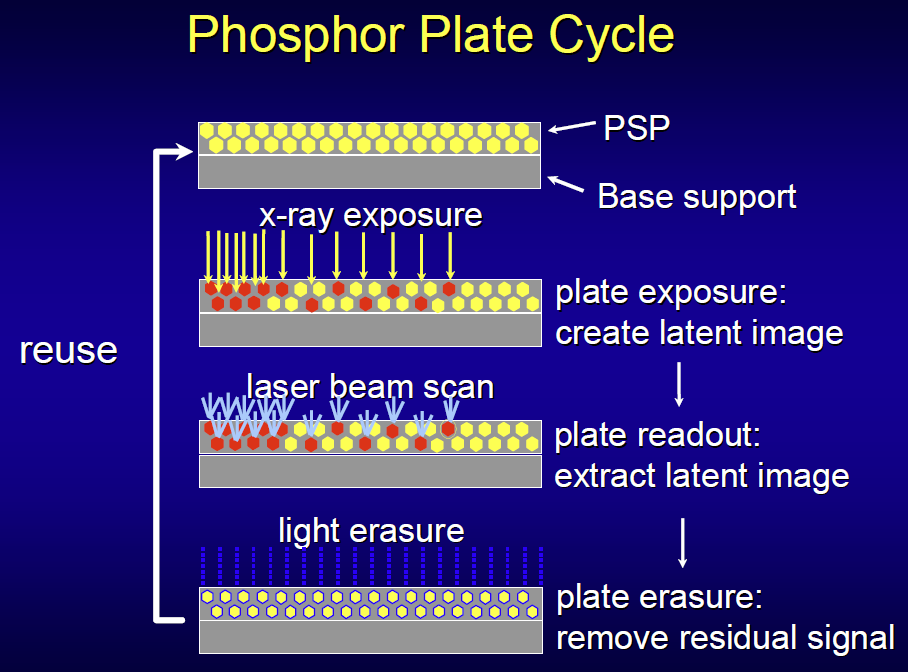 Phosphor Plate Cycle
PSP
Base support
x-ray exposure
plate exposure:
create latent image
reuse
laser beam scan
plate readout:
extract latent image
light erasure
plate erasure:
remove residual signal